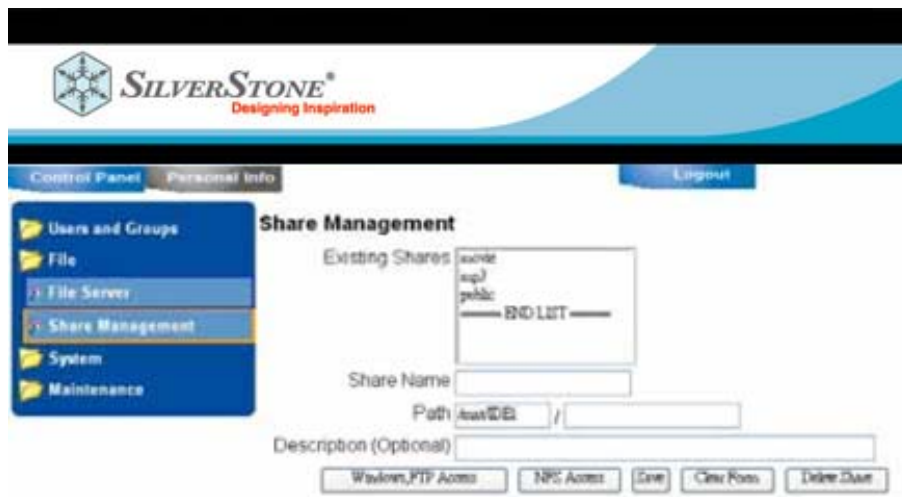 SILVERSTONE®
Designing Inspiration
Control Panel
Personal Info
Logout
Users and Groups
File
File Server
Share Management
System
Maintenance
Share Management
Existing Shares
movie
mp3
public
END LIST
Share Name
Path
/
Description (Optional)
Windows,FTP Access
NFS Access
Save
Clear Form
Delete Share